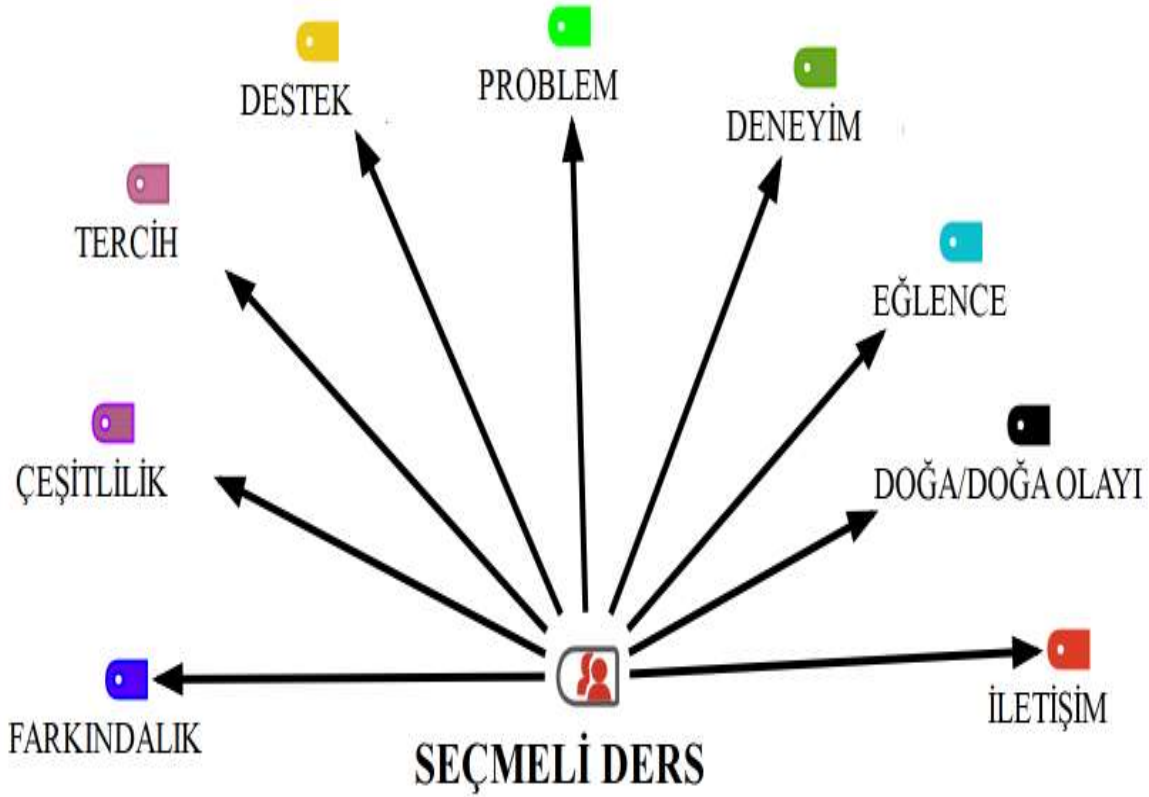 DESTEK
PROBLEM
DENEYİM
TERCİH
EĞLENCE
ÇEŞİTLİLİK
DOĞA/DOĞA OLAYI
FARKINDALIK
İLETİŞİM
SEÇMELİ DERS